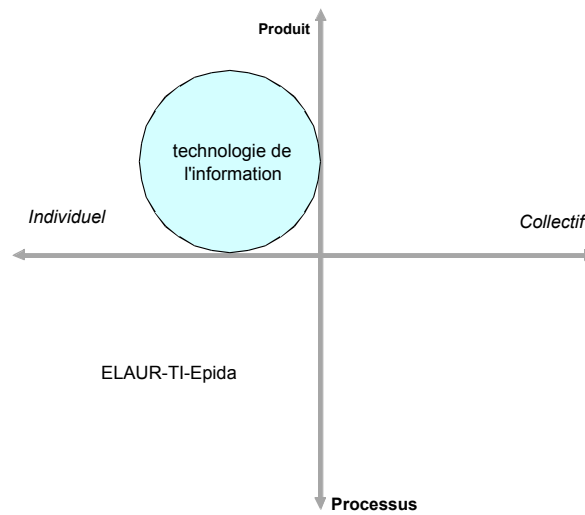 Produit
technologie de
l'information
Individuel
Collectif
ELAUR-TI-Epida
Processus